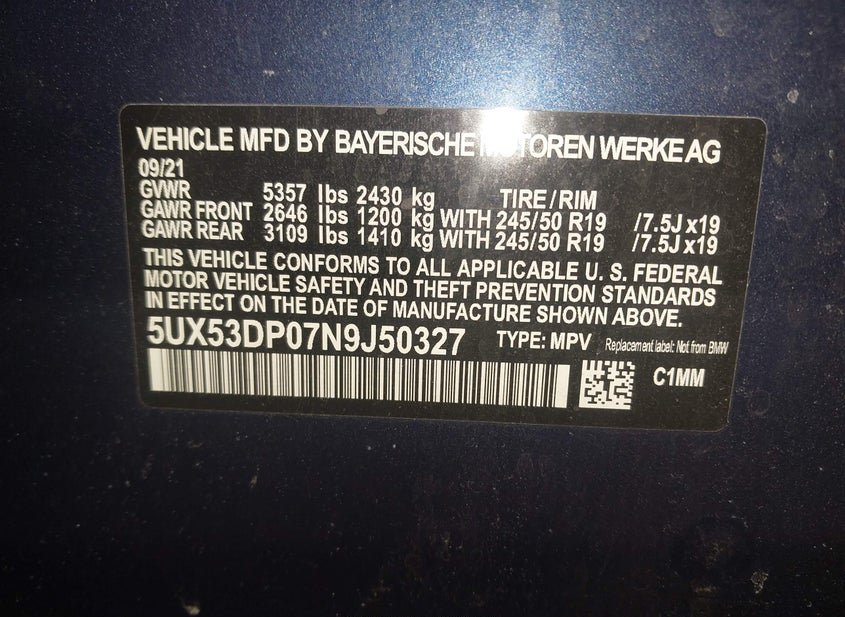 VEHICLE MFD BY BAYERISCHE MOTOREN WERKE AG
09/21
GVWR 5357 lbs 2430 kg TIRE/RIM
GAWR FRONT 2646 lbs 1200 kg WITH 245/50 R19 /7.5J x19
GAWR REAR 3109 lbs 1410 kg WITH 245/50 R19 /7.5J x19
THIS VEHICLE CONFORMS TO ALL APPLICABLE U. S. FEDERAL
MOTOR VEHICLE SAFETY AND THEFT PREVENTION STANDARDS
IN EFFECT ON THE DATE OF MANUFACTURE SHOWN ABOVE.
5UX53DP07N9J50327 TYPE: MPV Replacement label: Not from BMW
C1MM